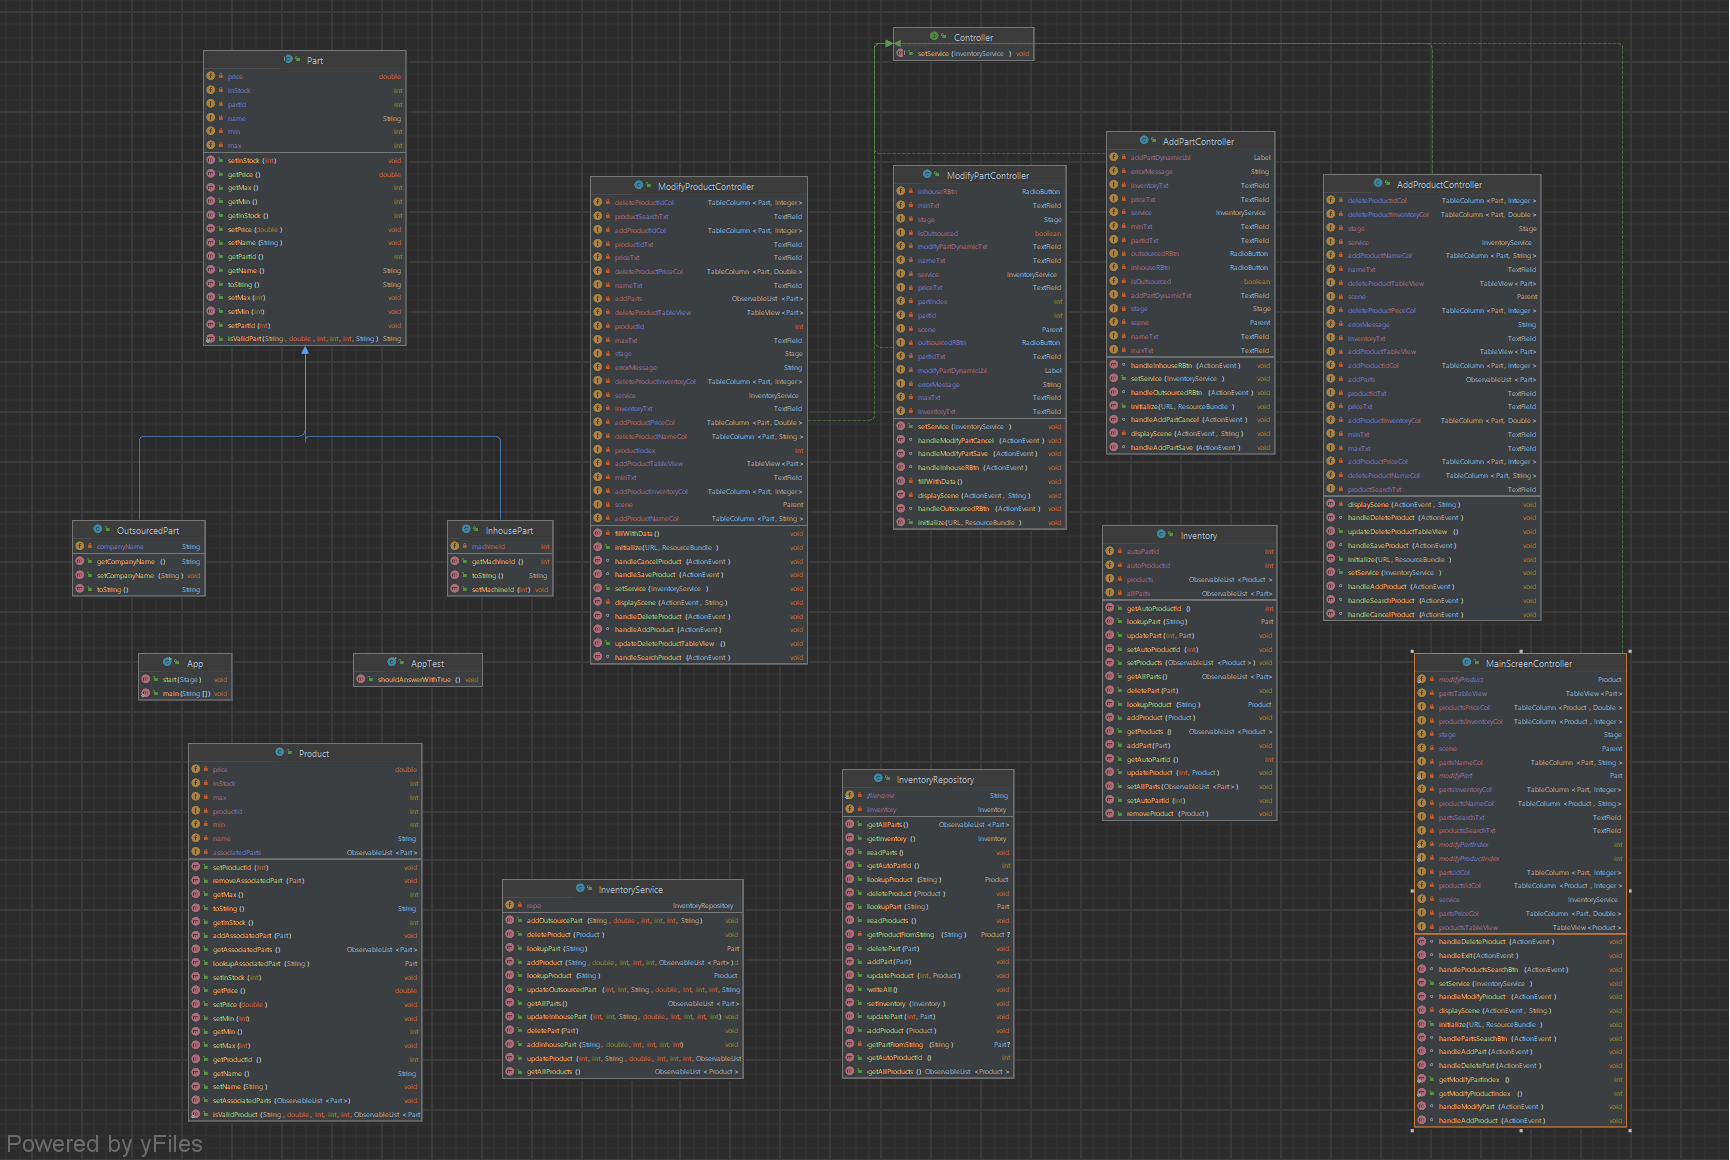 Part
price double
inStock int
partId int
name String
min int
max int
setInStock (int) void
getPrice () double
getMax () int
getMin () int
getInStock () int
setPrice (double ) void
setName (String ) void
getPartId () int
getName () String
toString () String
setMax (int) void
setMin (int) void
setPartId (int) void
isValidPart(String , double , int, int, int, String ) String
Controller
setService (InventoryService ) void
ModifyProductController
deleteProductIdCol TableColumn <Part, Integer>
productSearchTxt TextField
addProductIdCol TableColumn <Part, Integer>
productIdTxt TextField
priceTxt TextField
deleteProductPriceCol TableColumn <Part, Double >
nameTxt TextField
addParts ObservableList <Part>
deleteProductTableView TableView <Part>
productId int
maxTxt TextField
stage Stage
errorMessage String
deleteProductInventoryCol TableColumn <Part, Integer>
service InventoryService
inventoryTxt TextField
addProductPriceCol TableColumn <Part, Double>
deleteProductNameCol TableColumn <Part, String >
productIndex int
addProductTableView TableView <Part>
minTxt TextField
addProductInventoryCol TableColumn <Part, Integer>
scene Parent
addProductNameCol TableColumn <Part, String >
fillWithData () void
initialize(URL, ResourceBundle ) void
handleCancelProduct (ActionEvent ) void
handleSaveProduct (ActionEvent ) void
setService (InventoryService ) void
displayScene (ActionEvent , String ) void
handleDeleteProduct (ActionEvent ) void
handleAddProduct (ActionEvent ) void
updateDeleteProductTableView () void
handleSearchProduct (ActionEvent ) void
ModifyPartController
inhouseRBtn RadioButton
minTxt TextField
stage Stage
isOutsourced boolean
modifyPartDynamicTxt TextField
nameTxt TextField
service InventoryService
priceTxt TextField
partIndex int
partId int
scene Parent
outsourcedRBtn RadioButton
partIdTxt TextField
modifyPartDynamicLbl Label
errorMessage String
maxTxt TextField
inventoryTxt TextField
setService (InventoryService ) void
handleModifyPartCancel (ActionEvent ) void
handleModifyPartSave (ActionEvent ) void
handleInhouseRBtn (ActionEvent ) void
fillWithData () void
displayScene (ActionEvent , String ) void
handleOutsourcedRBtn (ActionEvent ) void
initialize(URL, ResourceBundle ) void
AddPartController
addPartDynamicLbl Label
errorMessage String
inventoryTxt TextField
priceTxt TextField
service InventoryService
minTxt TextField
partIdTxt TextField
outsourcedRBtn RadioButton
inhouseRBtn RadioButton
isOutsourced boolean
addPartDynamicTxt TextField
stage Stage
scene Parent
nameTxt TextField
maxTxt TextField
handleInhouseRBtn (ActionEvent ) void
setService (InventoryService ) void
handleOutsourcedRBtn (ActionEvent ) void
initialize(URL, ResourceBundle ) void
handleAddPartCancel (ActionEvent ) void
displayScene (ActionEvent , String ) void
handleAddPartSave (ActionEvent ) void
AddProductController
deleteProductIdCol TableColumn <Part, Integer >
deleteProductInventoryCol TableColumn <Part, Double >
stage Stage
service InventoryService
addProductNameCol TableColumn <Part, String >
nameTxt TextField
deleteProductTableView TableView <Part>
scene Parent
deleteProductPriceCol TableColumn <Part, Integer >
errorMessage String
inventoryTxt TextField
addProductTableView TableView <Part>
addProductIdCol TableColumn <Part, Integer >
addParts ObservableList <Part>
productIdTxt TextField
priceTxt TextField
addProductInventoryCol TableColumn <Part, Double >
minTxt TextField
maxTxt TextField
addProductPriceCol TableColumn <Part, Integer >
deleteProductNameCol TableColumn <Part, String >
productSearchTxt TextField
displayScene (ActionEvent , String ) void
handleDeleteProduct (ActionEvent ) void
updateDeleteProductTableView () void
handleSaveProduct (ActionEvent ) void
initialize(URL, ResourceBundle ) void
setService (InventoryService ) void
handleAddProduct (ActionEvent ) void
handleSearchProduct (ActionEvent ) void
handleCancelProduct (ActionEvent ) void
OutsourcedPart
companyName String
getCompanyName () String
setCompanyName (String ) void
toString () String
InhousePart
machineId int
getMachineId () int
toString () String
setMachineId (int) void
Inventory
autoPartId int
autoProductId int
products ObservableList <Product >
allParts ObservableList <Part>
getAutoProductId () int
lookupPart (String) Part
updatePart (int, Part) void
setAutoProductId (int) void
setProducts (ObservableList <Product > ) void
getAllParts () ObservableList <Part>
deletePart (Part) void
lookupProduct (String ) Product
addProduct (Product ) void
getProducts () ObservableList <Product >
addPart (Part) void
getAutoPartId () int
updateProduct (int, Product ) void
setAllParts (ObservableList <Part> ) void
setAutoPartId (int) void
removeProduct (Product ) void
App
start(Stage) void
main(String []) void
AppTest
shouldAnswerWithTrue () void
MainScreenController
modifyProduct Product
partsTableView TableView <Part>
productsPriceCol TableColumn <Product , Double >
productsInventoryCol TableColumn <Product , Integer >
stage Stage
scene Parent
partsNameCol TableColumn <Part, String >
modifyPart Part
partsInventoryCol TableColumn <Part, Integer>
productsNameCol TableColumn <Product , String>
partsSearchTxt TextField
productsSearchTxt TextField
modifyPartIndex int
modifyProductIndex int
partIdCol TableColumn <Part, Integer>
productIdCol TableColumn <Product , Integer >
service InventoryService
partsPriceCol TableColumn <Part, Double>
productsTableView TableView <Product >
handleDeleteProduct (ActionEvent ) void
handleExit(ActionEvent ) void
handleProductsSearchBtn (ActionEvent ) void
setService (InventoryService ) void
handleModifyProduct (ActionEvent ) void
displayScene (ActionEvent , String ) void
initialize(URL, ResourceBundle ) void
handlePartsSearchBtn (ActionEvent ) void
handleAddPart (ActionEvent ) void
handleDeletePart (ActionEvent ) void
getModifyPartIndex () int
getModifyProductIndex () int
handleModifyPart (ActionEvent ) void
handleAddProduct (ActionEvent ) void
Product
price double
inStock int
max int
productId int
min int
name String
associatedParts ObservableList <Part>
setProductId (int) void
removeAssociatedPart (Part) void
getMax () int
toString () String
getInStock () int
addAssociatedPart (Part) void
getAssociatedParts () ObservableList <Part>
lookupAssociatedPart (String ) Part
setInStock (int) void
getPrice () double
setPrice (double ) void
setMin (int) void
getMin () int
setMax (int) void
getProductId () int
getName () String
setName (String ) void
setAssociatedParts (ObservableList <Part>) void
isValidProduct (String , double , int, int, int, ObservableList <Part
InventoryRepository
filename String
inventory Inventory
getAllParts () ObservableList <Part>
getInventory () Inventory
readParts () void
getAutoPartId () int
lookupProduct (String ) Product
deleteProduct (Product ) void
lookupPart (String) Part
readProducts () void
getProductFromString (String ) Product ?
deletePart (Part) void
addPart (Part) void
updateProduct (int, Product) void
writeAll () void
setInventory (Inventory ) void
updatePart (int, Part) void
addProduct (Product ) void
getPartFromString (String ) Part?
getAutoProductId () int
getAllProducts () ObservableList <Product >
InventoryService
repo InventoryRepository
addOutsourcePart (String , double , int, int, int, String) void
deleteProduct (Product ) void
lookupPart (String) Part
addProduct (String , double, int, int, int, ObservableList <Part>) d
lookupProduct (String ) Product
updateOutsourcedPart (int, int, String , double , int, int, int, String
getAllParts () ObservableList <Part>
updateInhousePart (int, int, String , double , int, int, int, int) void
deletePart (Part) void
addInhousePart (String , double, int, int, int, int) void
updateProduct (int, int, String , double , int, int, int, ObservableList
getAllProducts () ObservableList <Product >
Powered by yFiles